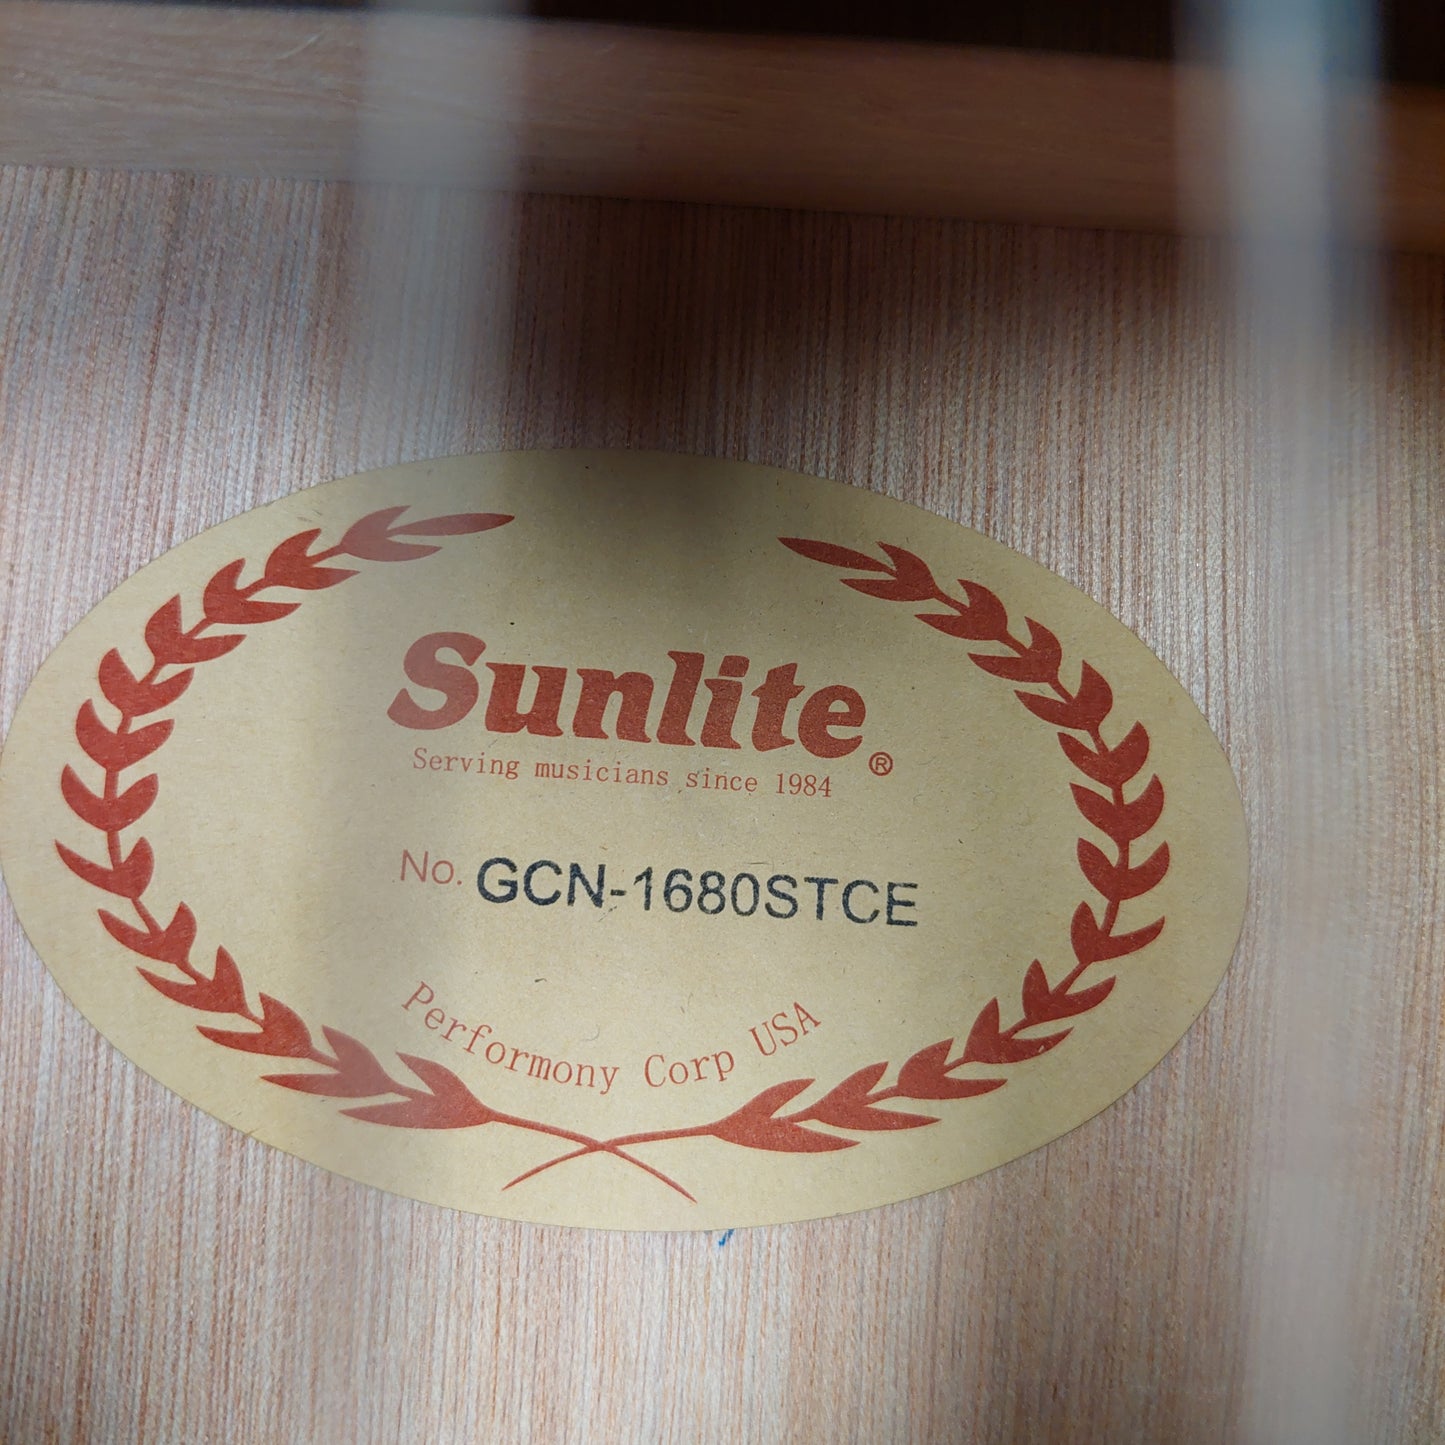 Sunlite®
Serving musicians since 1984
No. GCN-1680STCE
Performony Corp USA